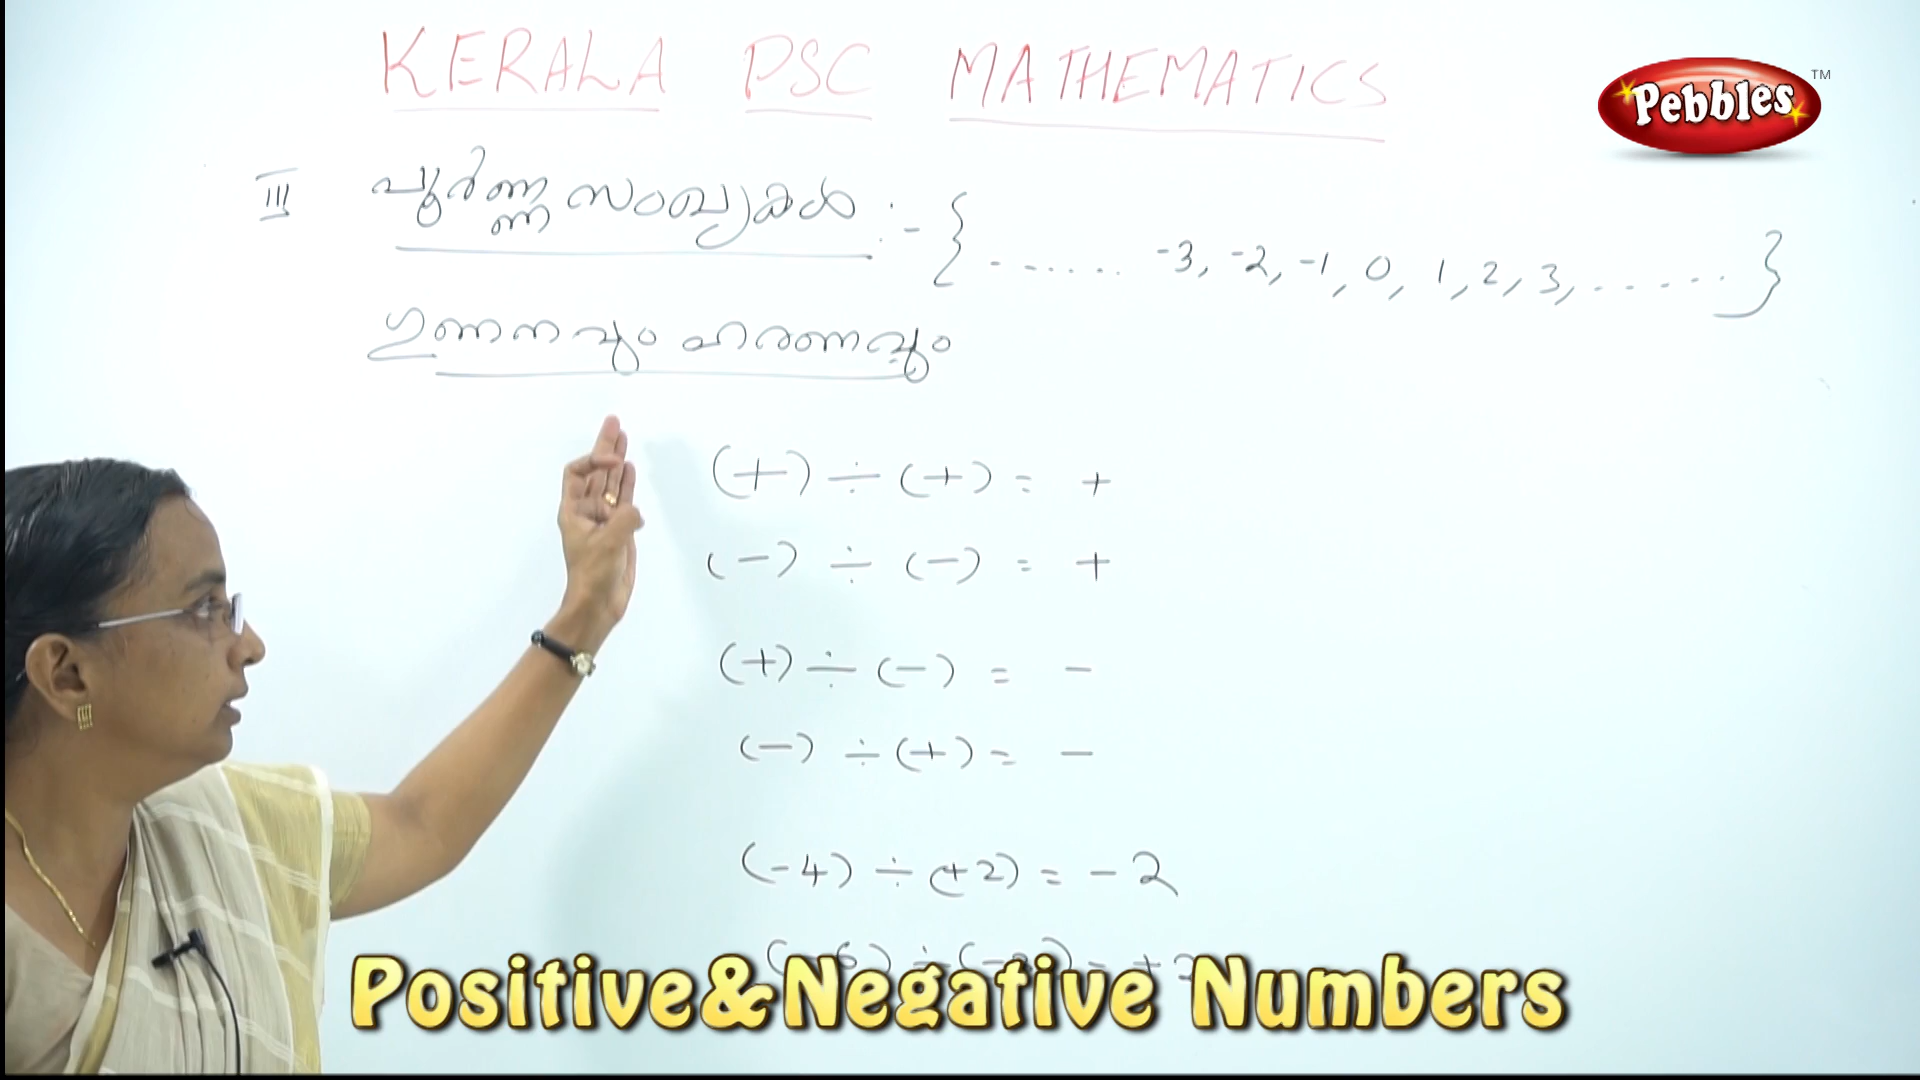 KERALA PSC MATHEMATICS
Pebbles TM
III പൂർണ്ണ സംഖ്യകൾ :- { ....... -3, -2, -1, 0, 1, 2, 3, ...... }
ഗുണനവും ഹരണവും
(+) ÷ (+) = +
(-) ÷ (-) = +
(+) ÷ (-) = -
(-) ÷ (+) = -
(-4) ÷ (+2) = -2
Positive&Negative Numbers